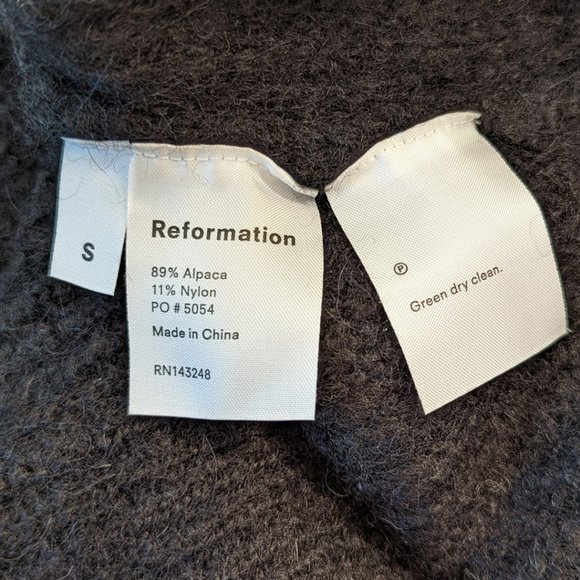 S
Reformation
89% Alpaca
11% Nylon
PO # 5054
Made in China
RN143248
Ⓟ
Green dry clean.